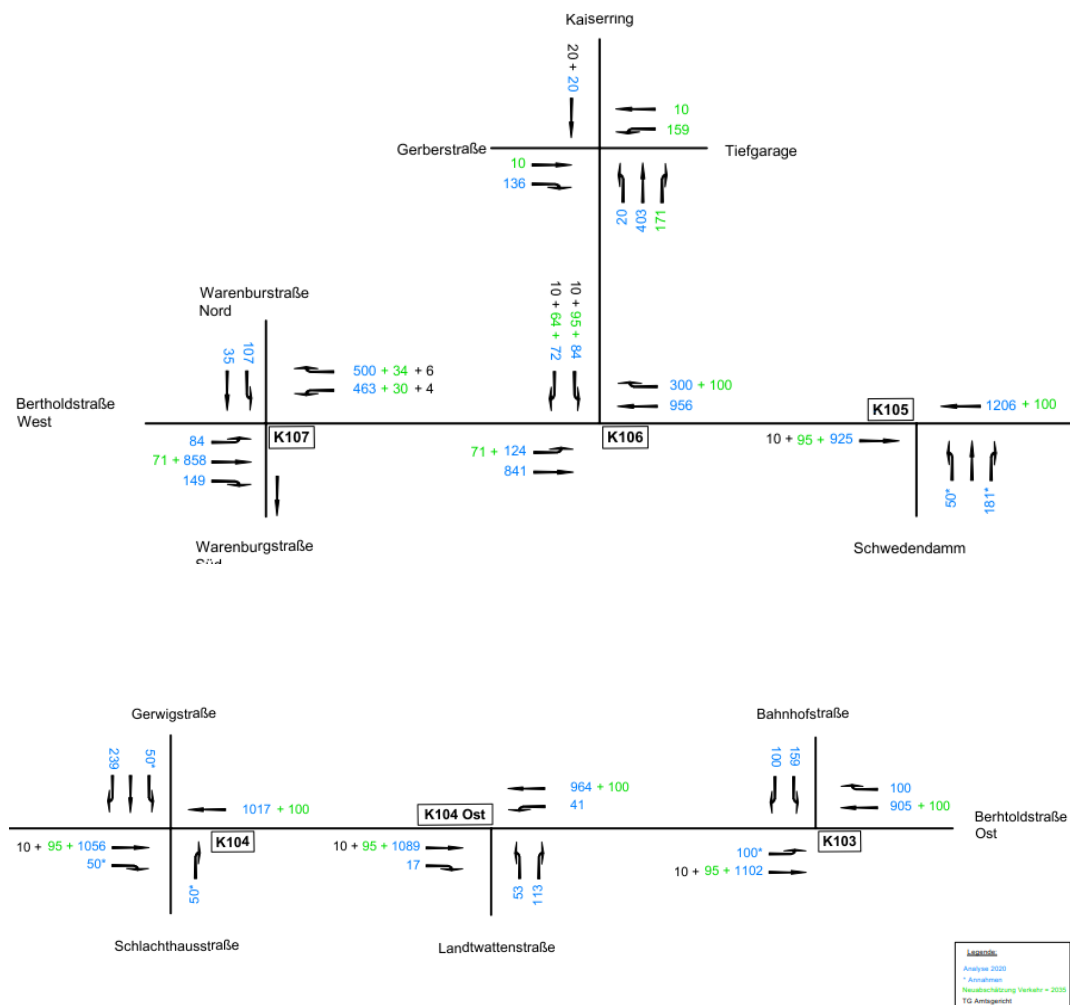 Kaiserring
20 + 20
10
159
Gerberstraße
Tiefgarage
10
136
20
403
171
Warenburstraße
Nord
10 + 64 + 72
10 + 95 + 84
35
107
500 + 34 + 6
463 + 30 + 4
300 + 100
956
Bertholdstraße
West
K105
1206 + 100
84
K107
K106
10 + 95 + 925
71 + 858
71 + 124
149
841
50*
181*
Warenburgstraße
Süd
Schwedendamm
Gerwigstraße
Bahnhofstraße
239
50*
100
159
964 + 100
100
1017 + 100
K104 Ost
41
905 + 100
Berhtoldstraße
Ost
K104
K103
10 + 95 + 1056
10 + 95 + 1089
100*
50*
17
10 + 95 + 1102
50*
53
113
Schlachthausstraße
Landtwattenstraße
Legende:
Analyse 2020
* Annahmen
Neuabschätzung Verkehr = 2035
TG Amtsgericht